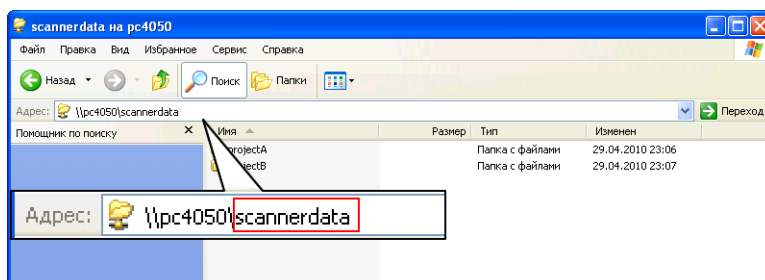 scannerdata на pc4050
Файл Правка Вид Избранное Сервис Справка
Назад Поиск Папки
Адрес: \\pc4050\scannerdata Переход
Помощник по поиску × Имя Размер Тип Изменен
projectA Папка с файлами 29.04.2010 23:06
Папка с файлами 29.04.2010 23:07
Адрес: \\pc4050\scannerdata